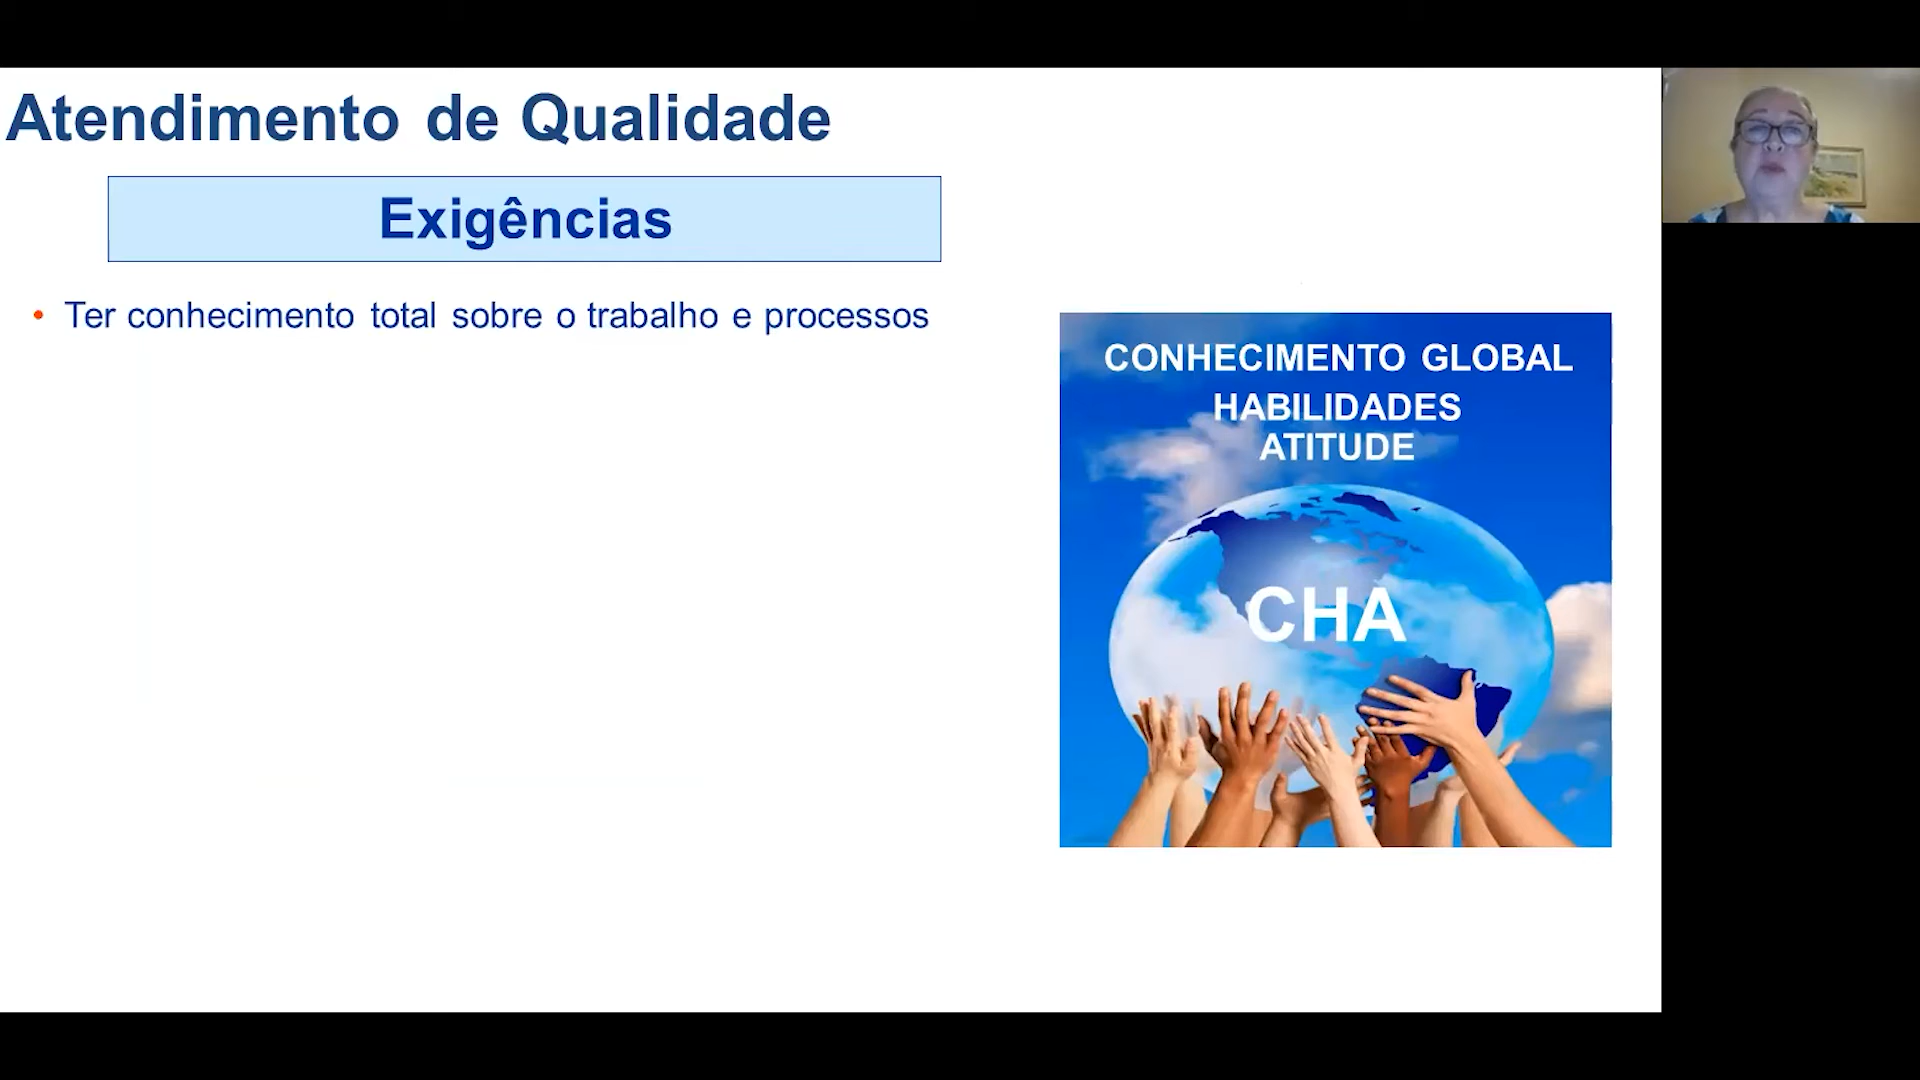 Atendimento de Qualidade
Exigências
• Ter conhecimento total sobre o trabalho e processos
CONHECIMENTO GLOBAL
HABILIDADES
ATITUDE
CHA